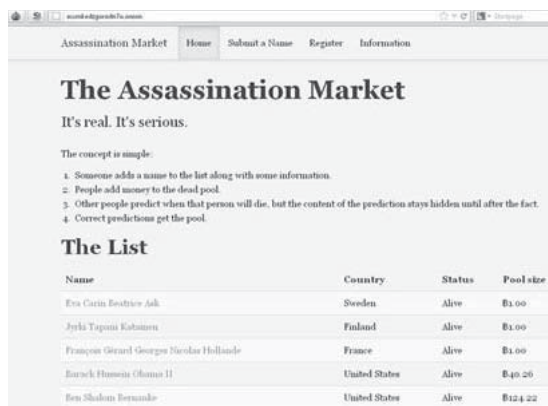 Assassination Market Home Submit a Name Register Information
The Assassination Market
It's real. It's serious.
The concept is simple:
1. Someone adds a name to the list along with some information.
2. People add money to the dead pool.
3. Other people predict when that person will die, but the content of the prediction stays hidden until after the fact.
4. Correct predictions get the pool.
The List
Name Country Status Pool size
Eva Carin Beatrice Ask Sweden Alive ฿1.00
Jyrki Tapani Katainen Finland Alive ฿1.00
François Gérard Georges Nicolas Hollande France Alive ฿1.00
Barack Hussein Obama II United States Alive ฿40.26
Ben Shalom Bernanke United States Alive ฿124.22